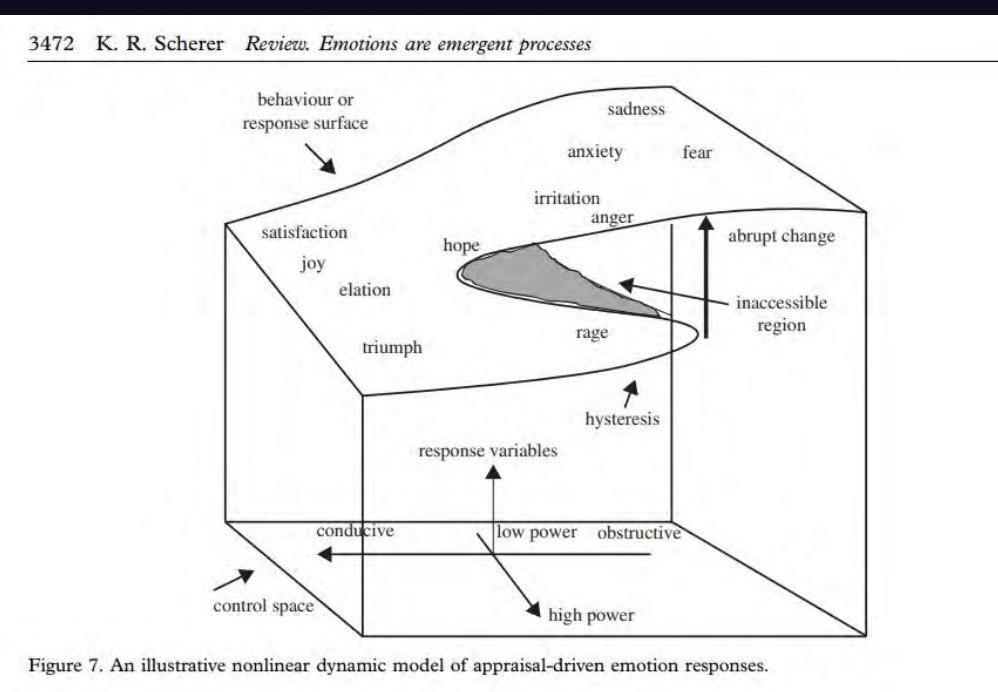 3472 K. R. Scherer Review. Emotions are emergent processes
behaviour or
response surface
sadness
anxiety
fear
irritation
anger
satisfaction
hope
abrupt change
joy
elation
inaccessible
region
rage
triumph
hysteresis
response variables
conducive
low power
obstructive
control space
high power
Figure 7. An illustrative nonlinear dynamic model of appraisal-driven emotion responses.